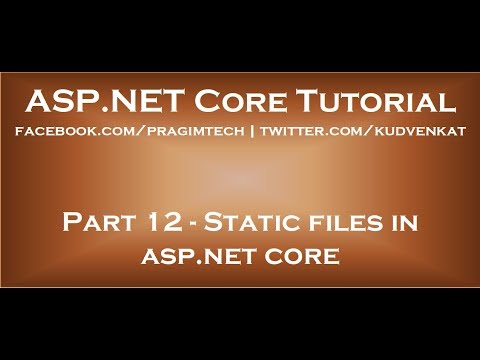 ASP.NET Core Tutorial
facebook.com/pragimtech | twitter.com/kudvenkat
Part 12 - Static files in
asp.net core